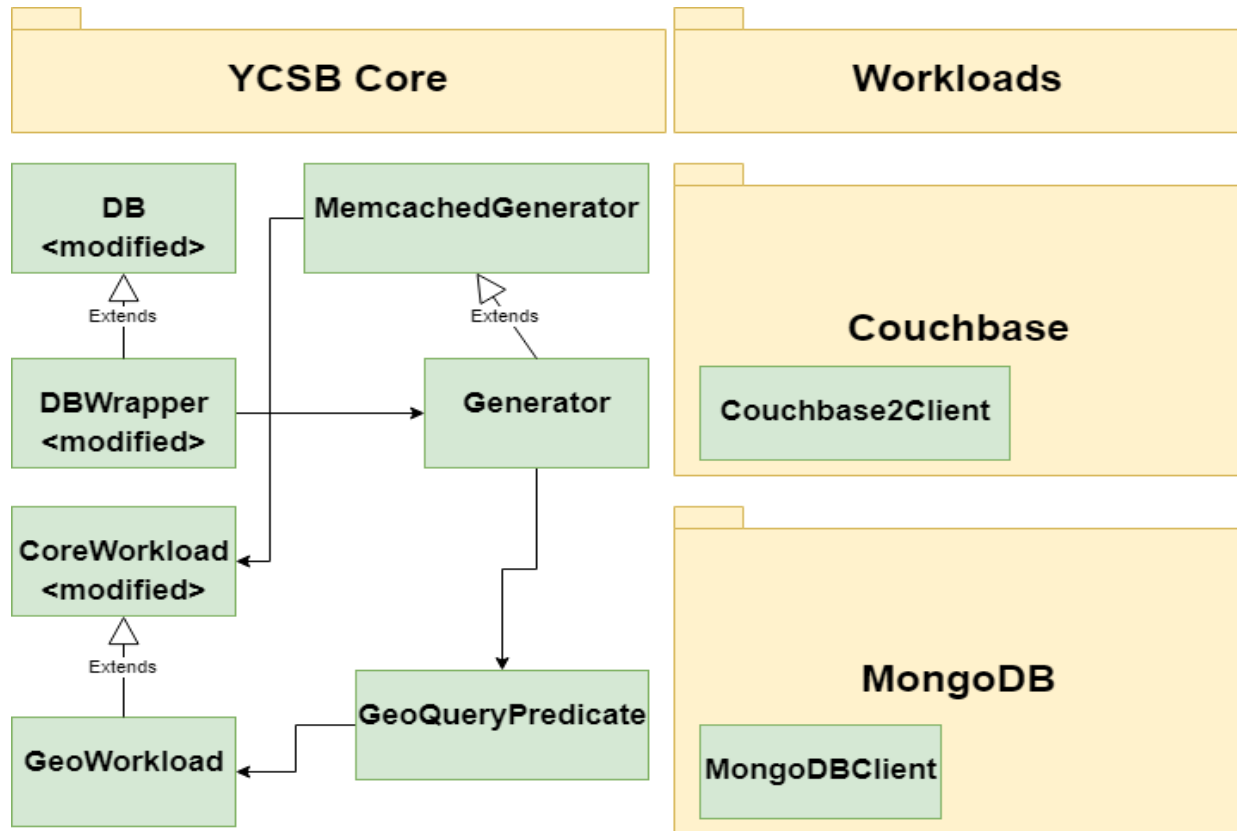 YCSB Core
Workloads
DB
<modified>
MemcachedGenerator
Extends
Extends
DBWrapper
<modified>
Generator
Couchbase
Couchbase2Client
CoreWorkload
<modified>
Extends
GeoQueryPredicate
GeoWorkload
MongoDB
MongoDBClient